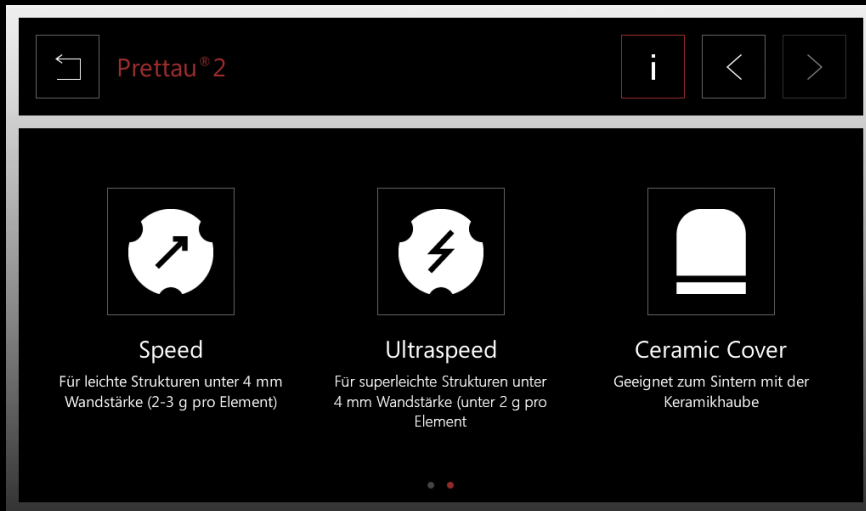 Prettau®2
i
Speed
Für leichte Strukturen unter 4 mm
Wandstärke (2-3 g pro Element)
Ultraspeed
Für superleichte Strukturen unter
4 mm Wandstärke (unter 2 g pro
Element
Ceramic Cover
Geeignet zum Sintern mit der
Keramikhaube